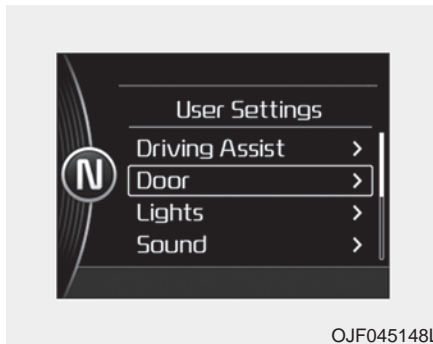 User Settings
N
Driving Assist >
Door >
Lights >
Sound >
OJF045148L